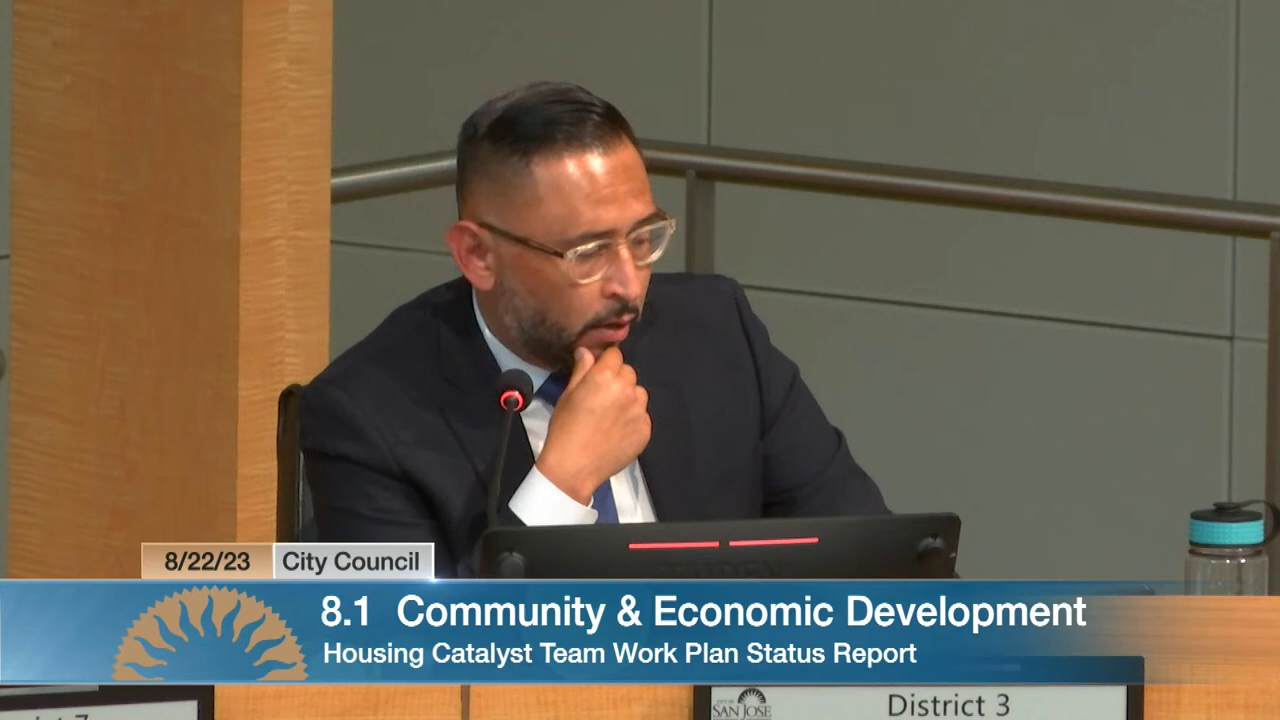 8/22/23 City Council
8.1 Community & Economic Development
Housing Catalyst Team Work Plan Status Report
District 3
SAN JOSE